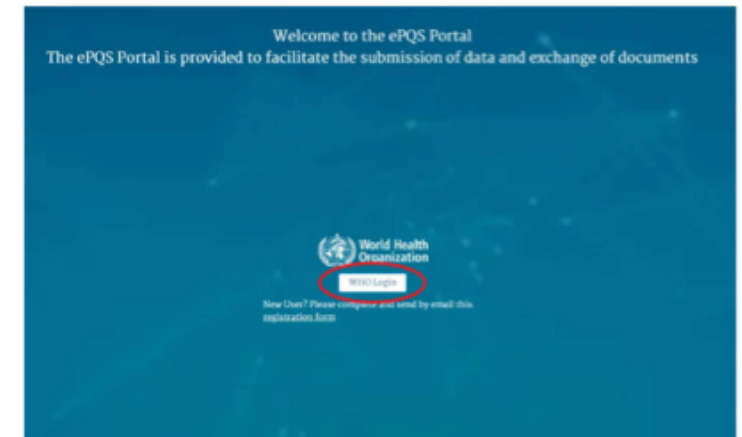 Welcome to the ePQS Portal
The ePQS Portal is provided to facilitate the submission of data and exchange of documents
World Health
Organization
WHO Login
New User? Please complete and send by email this
registration form